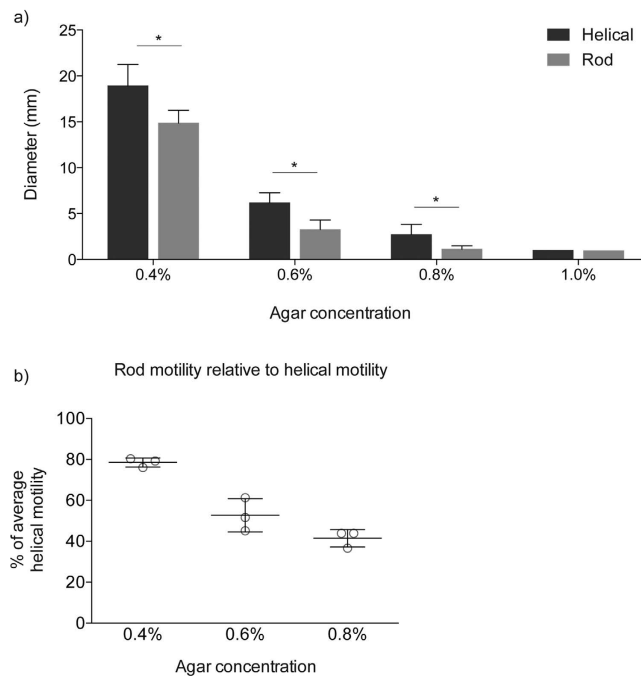 a)
Helical
Rod
*
*
*
25
20
15
10
5
0
Diameter (mm)
0.4%
0.6%
0.8%
1.0%
Agar concentration
b)
Rod motility relative to helical motility
100
80
60
40
20
0
% of average
helical motility
0.4%
0.6%
0.8%
Agar concentration